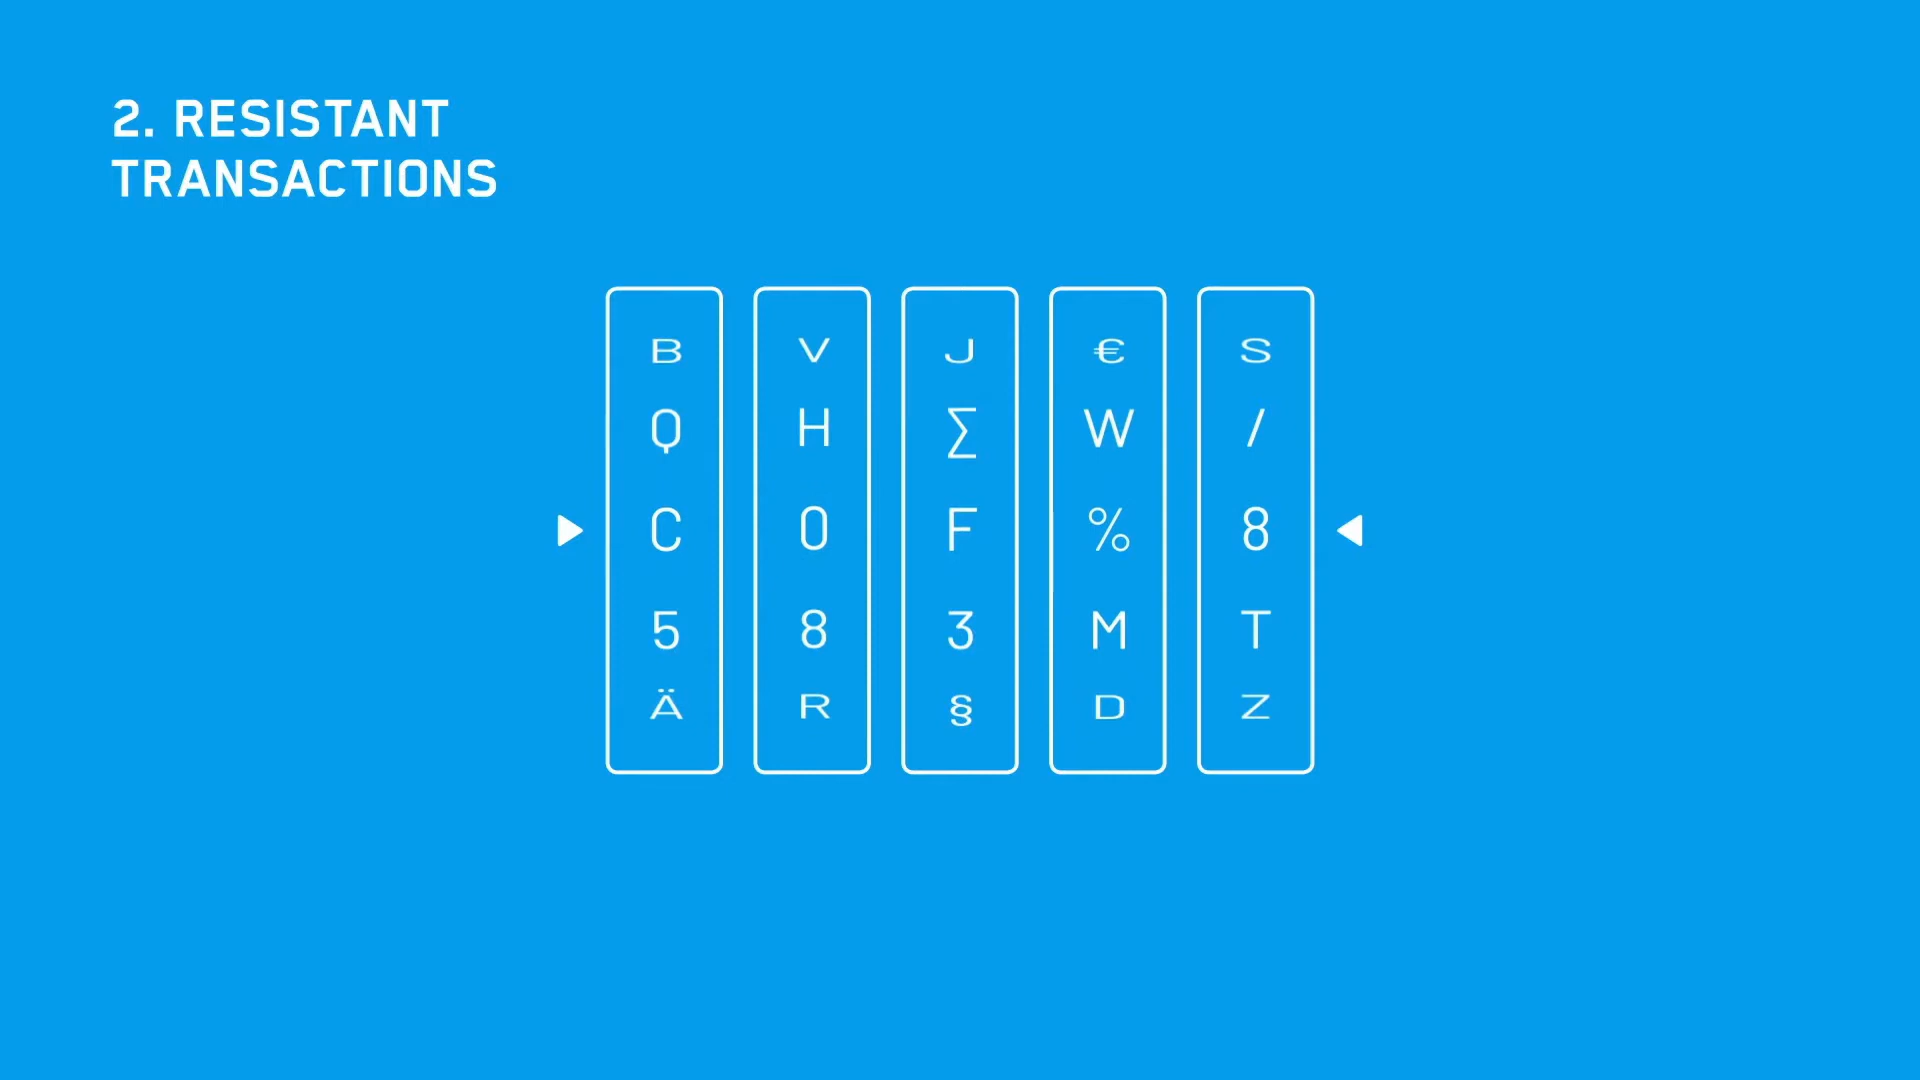 2. RESISTANT
TRANSACTIONS
B V J € S
Q H ∑ W /
C 0 F % 8
5 8 3 M T
Ä R § D Z